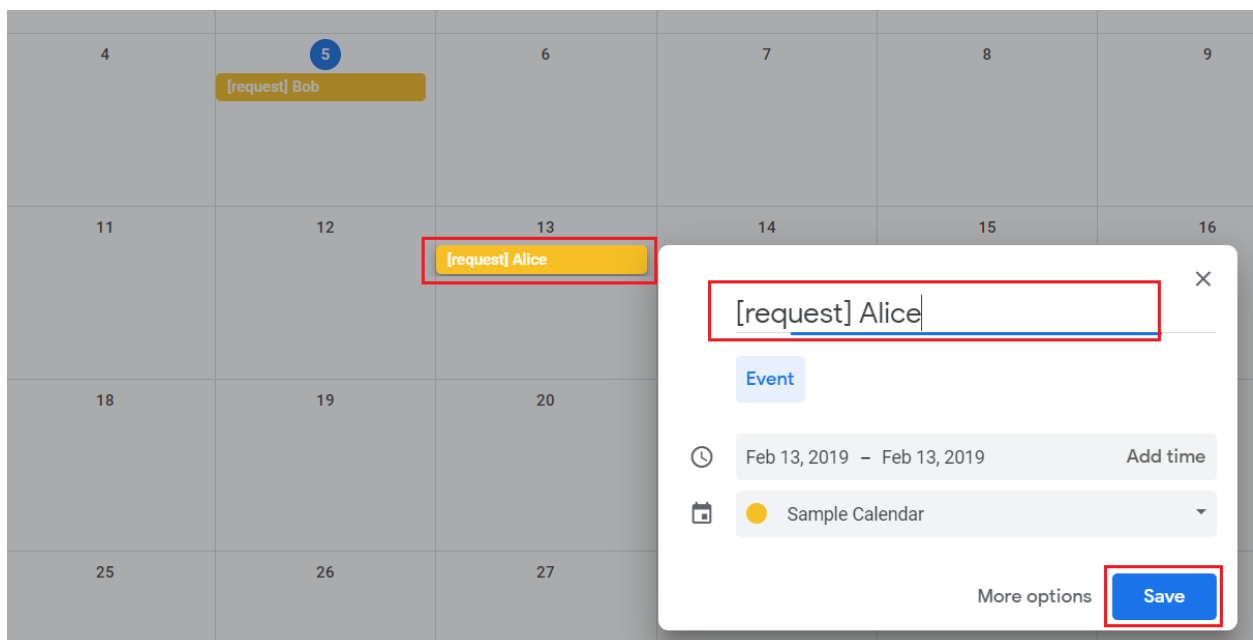 4 5 6 7 8 9
[request] Bob
11 12 13 14 15 16
[request] Alice
[request] Alice
Event
18 19 20
Feb 13, 2019 – Feb 13, 2019 Add time
Sample Calendar
25 26 27
More options Save